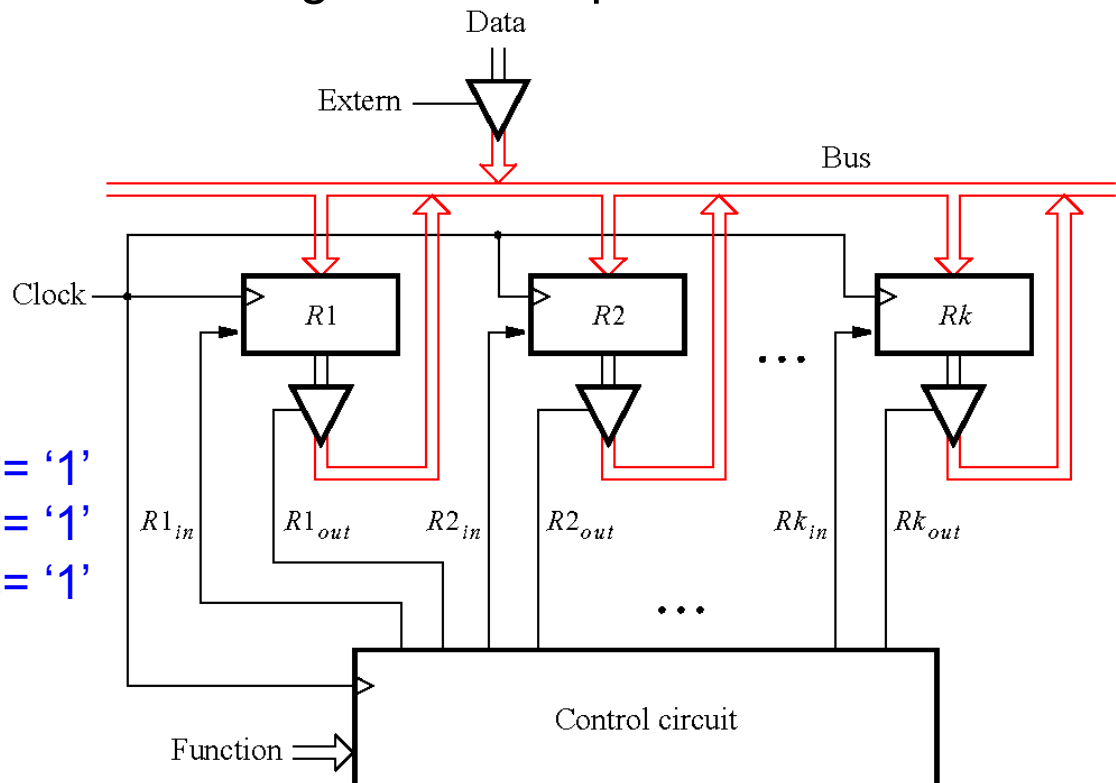 Data
Extern
Bus
Clock
R1
R2
Rk
...
= ‘1’
= ‘1’
= ‘1’
R1in
R1out
R2in
R2out
Rkin
Rkout
...
Control circuit
Function